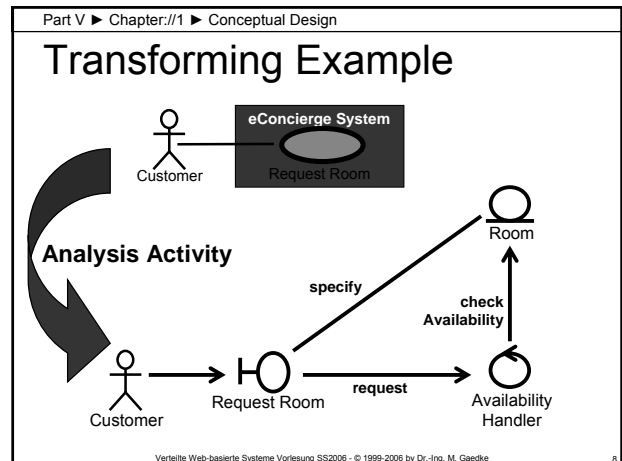 Part V ► Chapter://1 ► Conceptual Design
Transforming Example
eConcierge System
Customer
Request Room
Analysis Activity
Room
specify
check
Availability
request
Customer
Request Room
Availability
Handler
Verteilte Web-basierte Systeme Vorlesung SS2006 - © 1999-2006 by Dr.-Ing. M. Gaedke
8